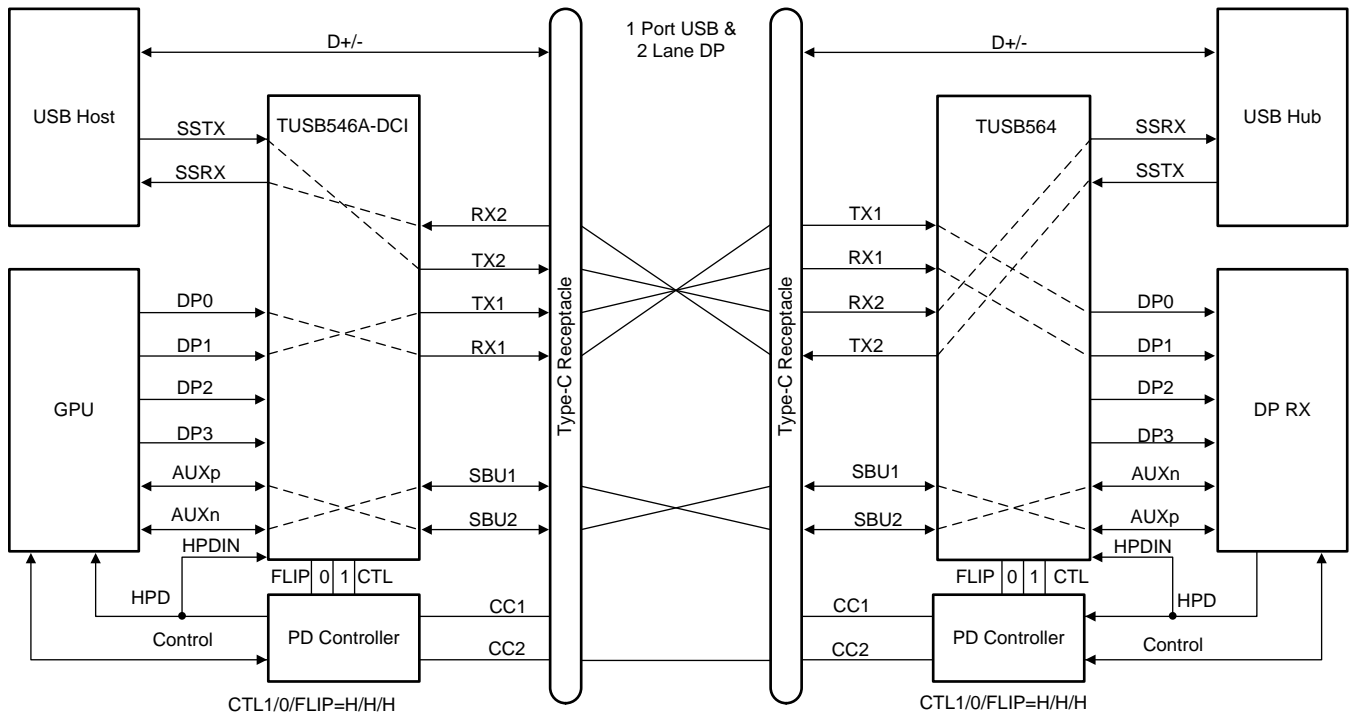 1 Port USB &
2 Lane DP
D+/-
D+/-
USB Host
TUSB546A-DCI
TUSB564
USB Hub
SSTX
SSRX
SSRX
SSTX
RX2
TX2
TX1
RX1
TX1
RX1
RX2
TX2
Type-C Receptacle
Type-C Receptacle
GPU
DP0
DP1
DP2
DP3
AUXp
AUXn
HPDIN
SBU1
SBU2
SBU1
SBU2
DP0
DP1
DP2
DP3
AUXn
AUXp
HPDIN
DP RX
FLIP 0 1 CTL
FLIP 0 1 CTL
HPD
Control
PD Controller
CC1
CC2
CC1
CC2
PD Controller
HPD
Control
CTL1/0/FLIP=H/H/H
CTL1/0/FLIP=H/H/H